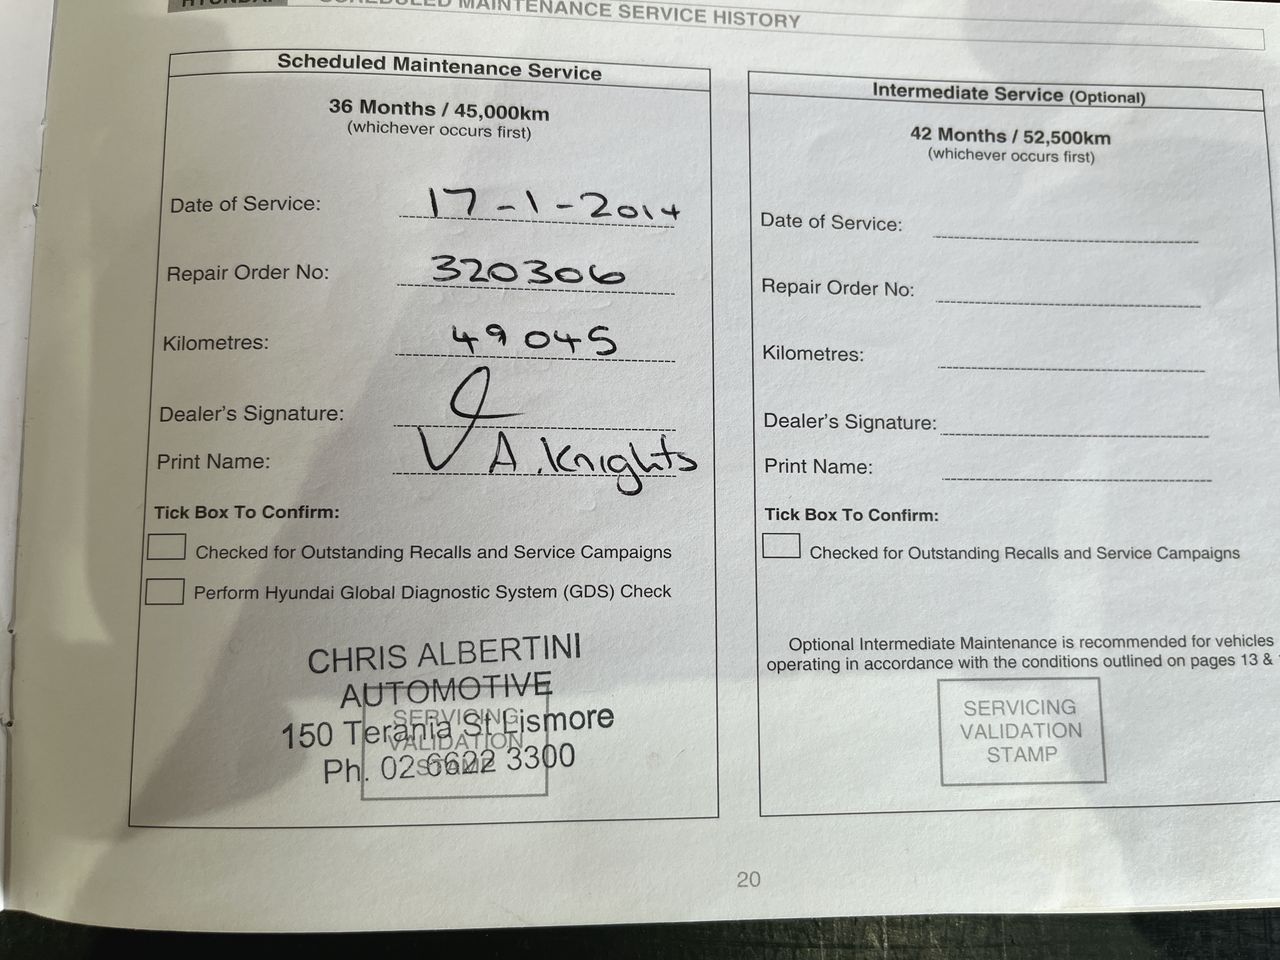 HYUNDAI
SCHEDULED MAINTENANCE SERVICE HISTORY
Scheduled Maintenance Service
36 Months / 45,000km
(whichever occurs first)
Date of Service: 17-1-2014
Repair Order No: 320306
Kilometres: 49045
Dealer's Signature:
Print Name: A.Knights
Tick Box To Confirm:
Checked for Outstanding Recalls and Service Campaigns
Perform Hyundai Global Diagnostic System (GDS) Check
CHRIS ALBERTINI
AUTOMOTIVE
150 Terania St Lismore
Ph. 02 6622 3300
SERVICING
VALIDATION
STAMP
Intermediate Service (Optional)
42 Months / 52,500km
(whichever occurs first)
Date of Service:
Repair Order No:
Kilometres:
Dealer's Signature:
Print Name:
Tick Box To Confirm:
Checked for Outstanding Recalls and Service Campaigns
Optional Intermediate Maintenance is recommended for vehicles
operating in accordance with the conditions outlined on pages 13 &
SERVICING
VALIDATION
STAMP
20